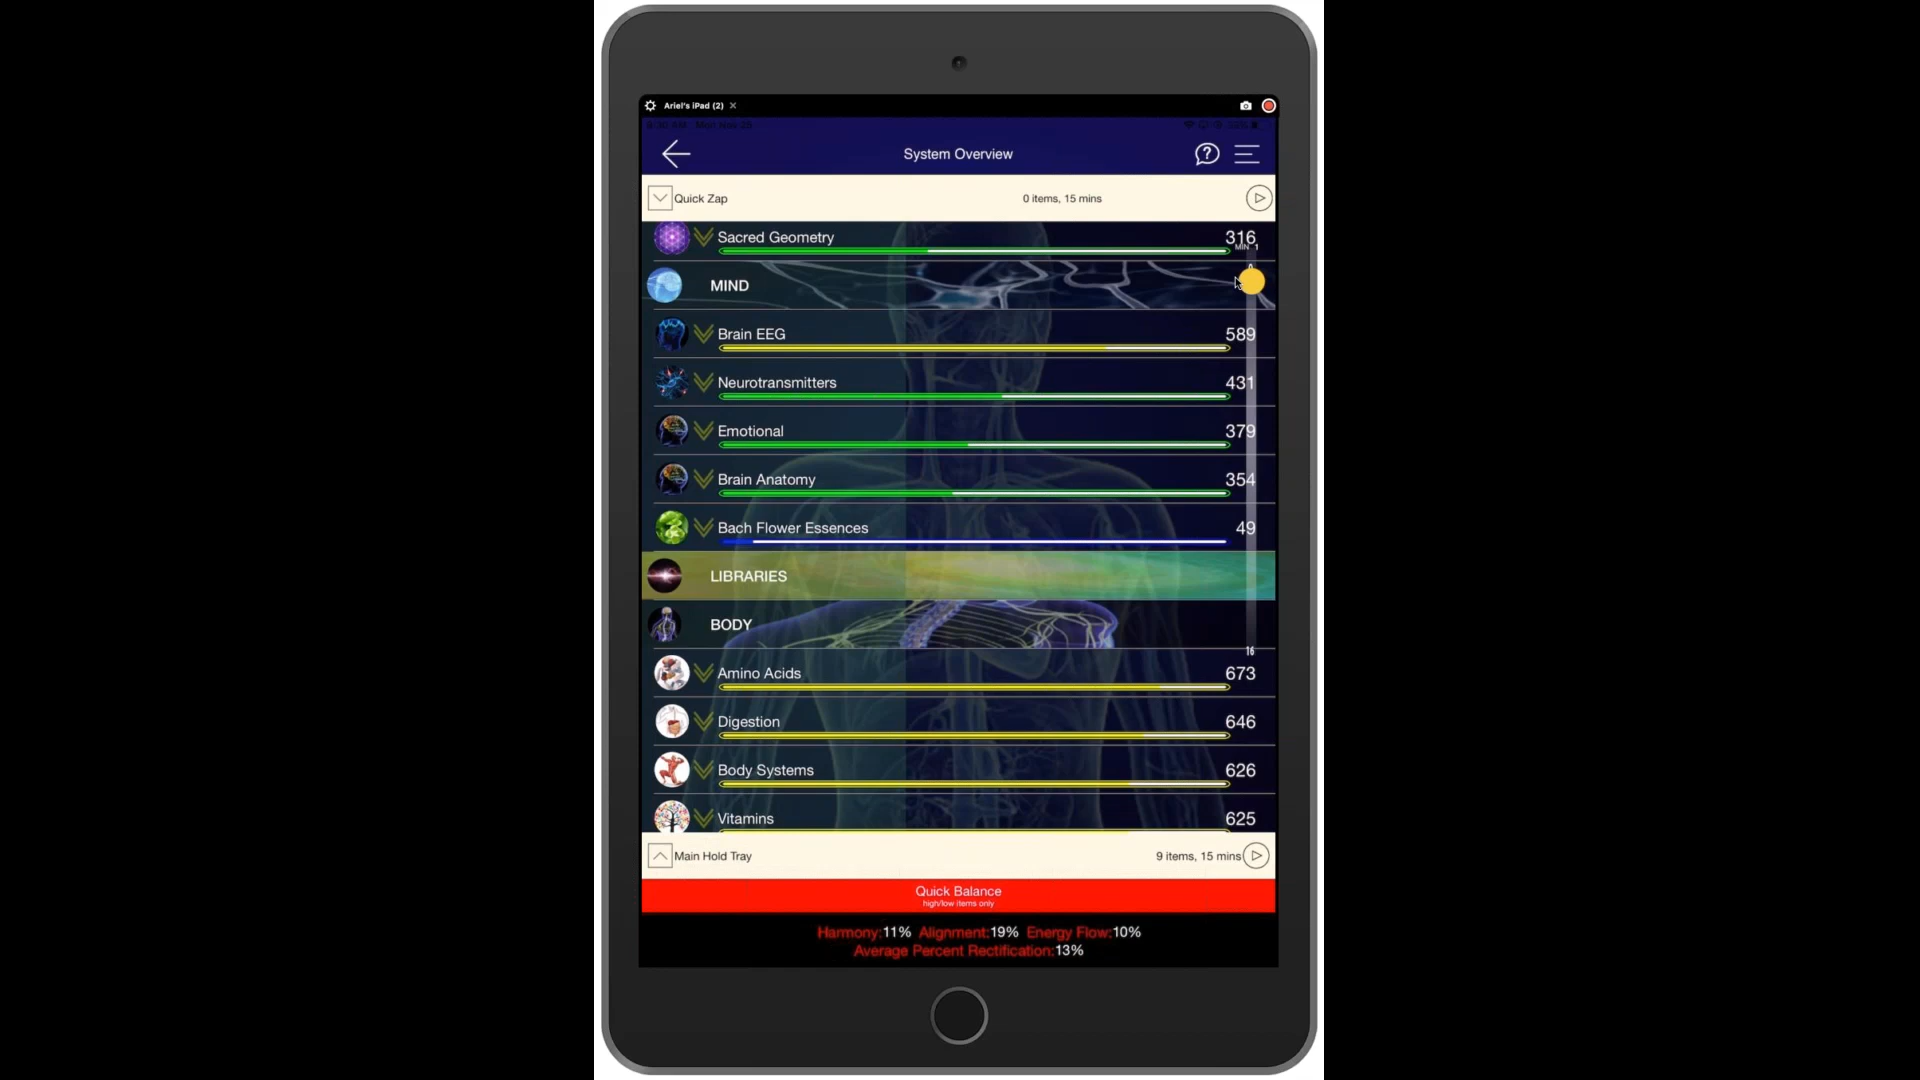 Ariel's iPad (2)
System Overview
Quick Zap 0 items, 15 mins
Sacred Geometry 316
MIN 1
MIND
Brain EEG 589
Neurotransmitters 431
Emotional 379
Brain Anatomy 354
Bach Flower Essences 49
LIBRARIES
BODY
16
Amino Acids 673
Digestion 646
Body Systems 626
Vitamins 625
Main Hold Tray 9 items, 15 mins
Quick Balance
high/low items only
Harmony:11% Alignment:19% Energy Flow:10%
Average Percent Rectification:13%